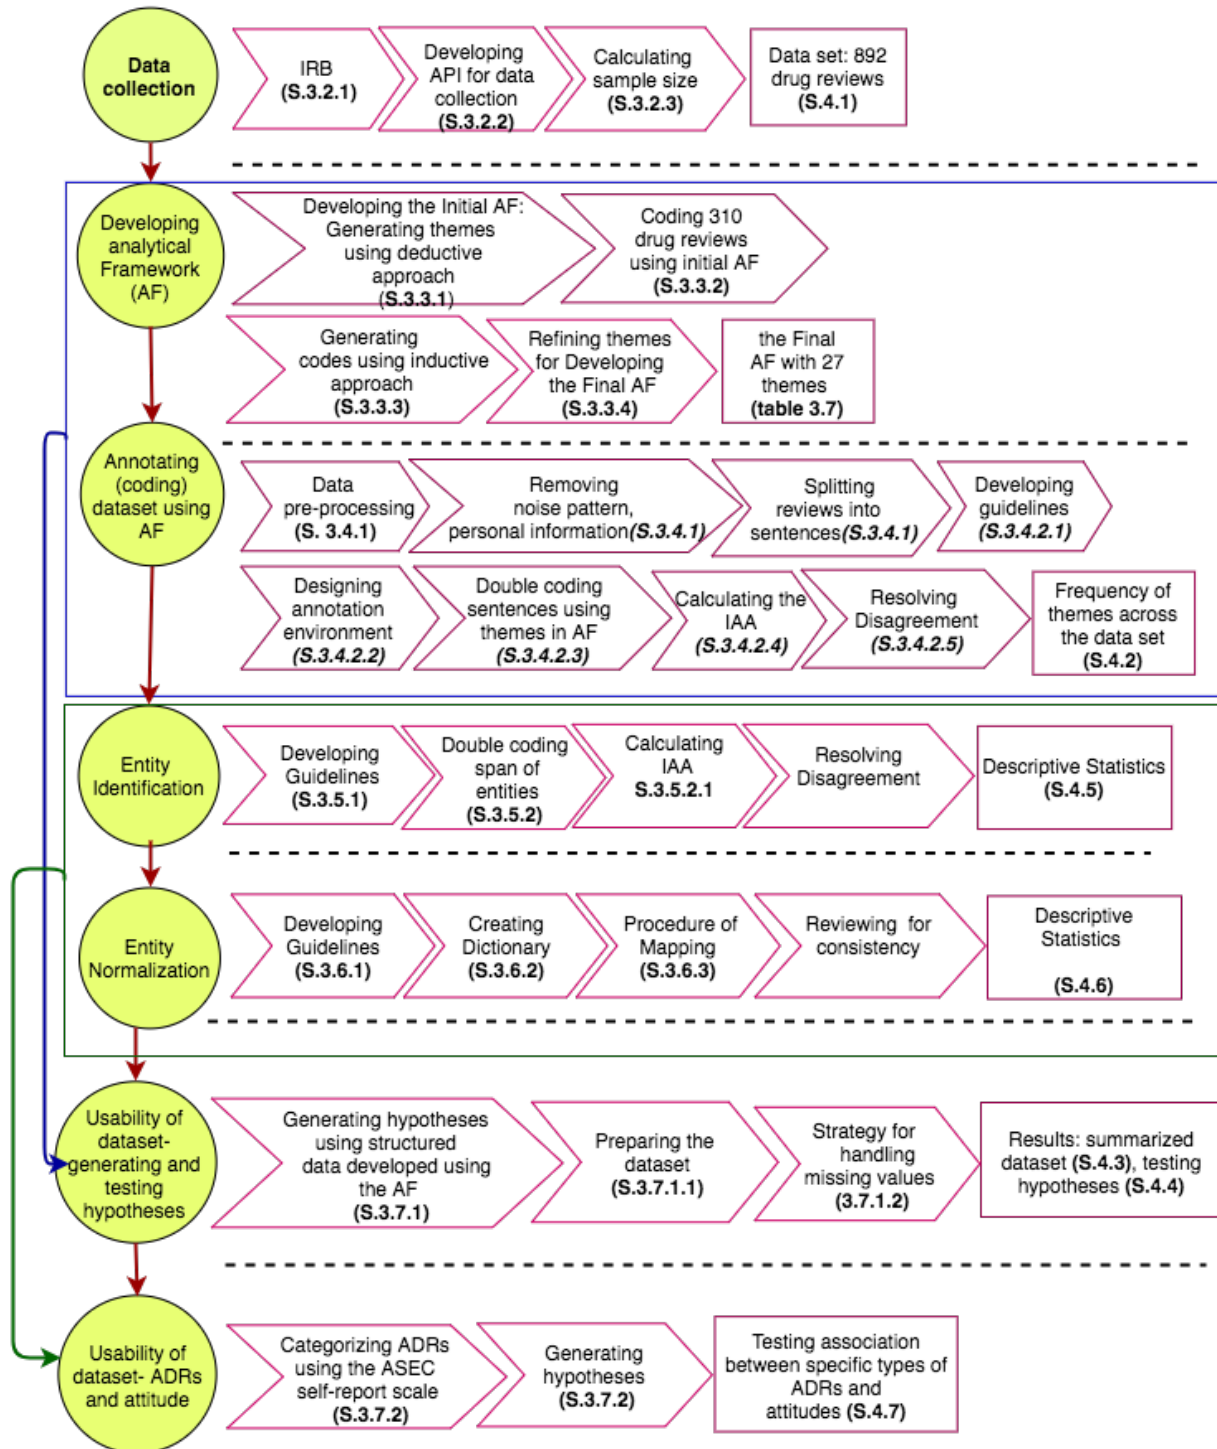 Data
collection
IRB
(S.3.2.1)
Developing
API for data
collection
(S.3.2.2)
Calculating
sample size
(S.3.2.3)
Data set: 892
drug reviews
(S.4.1)
Developing
analytical
Framework
(AF)
Developing the Initial AF:
Generating themes
using deductive
approach
(S.3.3.1)
Coding 310
drug reviews
using initial AF
(S.3.3.2)
Generating
codes using inductive
approach
(S.3.3.3)
Refining themes
for Developing
the Final AF
(S.3.3.4)
the Final
AF with 27
themes
(table 3.7)
Annotating
(coding)
dataset using
AF
Data
pre-processing
(S. 3.4.1)
Removing
noise pattern,
personal information(S.3.4.1)
Splitting
reviews into
sentences(S.3.4.1)
Developing
guidelines
(S.3.4.2.1)
Designing
annotation
environment
(S.3.4.2.2)
Double coding
sentences using
themes in AF
(S.3.4.2.3)
Calculating the
IAA
(S.3.4.2.4)
Resolving
Disagreement
(S.3.4.2.5)
Frequency of
themes across
the data set
(S.4.2)
Entity
Identification
Developing
Guidelines
(S.3.5.1)
Double coding
span of
entities
(S.3.5.2)
Calculating
IAA
S.3.5.2.1
Resolving
Disagreement
Descriptive Statistics
(S.4.5)
Entity
Normalization
Developing
Guidelines
(S.3.6.1)
Creating
Dictionary
(S.3.6.2)
Procedure of
Mapping
(S.3.6.3)
Reviewing for
consistency
Descriptive
Statistics
(S.4.6)
Usability of
dataset-
generating and
testing
hypotheses
Generating hypotheses
using structured
data developed using
the AF
(S.3.7.1)
Preparing the
dataset
(S.3.7.1.1)
Strategy for
handling
missing values
(3.7.1.2)
Results: summarized
dataset (S.4.3), testing
hypotheses (S.4.4)
Usability of
dataset- ADRs
and attitude
Categorizing ADRs
using the ASEC
self-report scale
(S.3.7.2)
Generating
hypotheses
(S.3.7.2)
Testing association
between specific types of
ADRs and
attitudes (S.4.7)